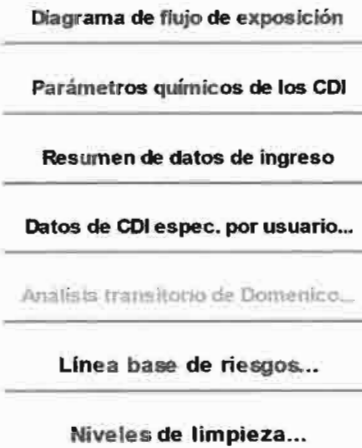 Diagrama de flujo de exposición
Parámetros químicos de los CDI
Resumen de datos de ingreso
Datos de CDI espec. por usuario...
Analisis transitorio de Domenico...
Línea base de riesgos...
Niveles de limpieza...